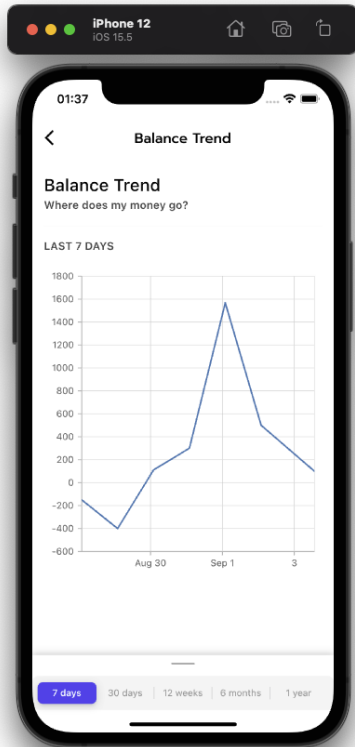 iPhone 12
iOS 15.5
01:37
Balance Trend
Balance Trend
Where does my money go?
LAST 7 DAYS
1800
1600
1400
1200
1000
800
600
400
200
0
-200
-400
-600
Aug 30 Sep 1 3
7 days 30 days 12 weeks 6 months 1 year